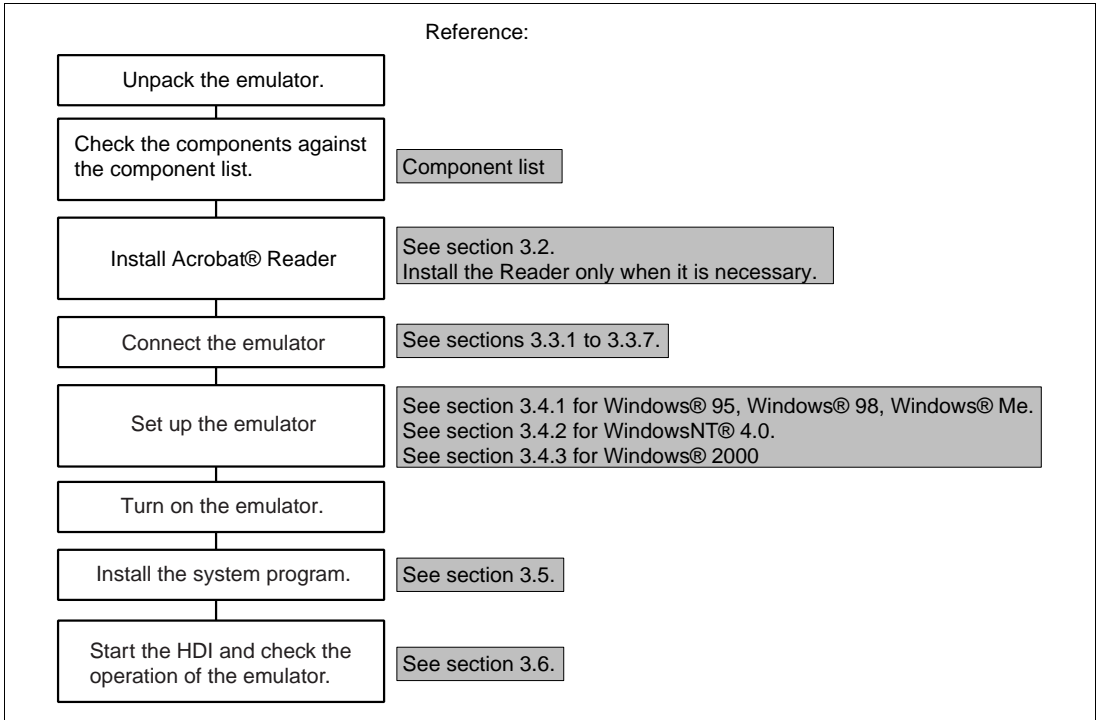 Reference:
Unpack the emulator.
Check the components against
the component list.
Component list
Install Acrobat® Reader
See section 3.2.
Install the Reader only when it is necessary.
Connect the emulator
See sections 3.3.1 to 3.3.7.
Set up the emulator
See section 3.4.1 for Windows® 95, Windows® 98, Windows® Me.
See section 3.4.2 for WindowsNT® 4.0.
See section 3.4.3 for Windows® 2000
Turn on the emulator.
Install the system program.
See section 3.5.
Start the HDI and check the
operation of the emulator.
See section 3.6.